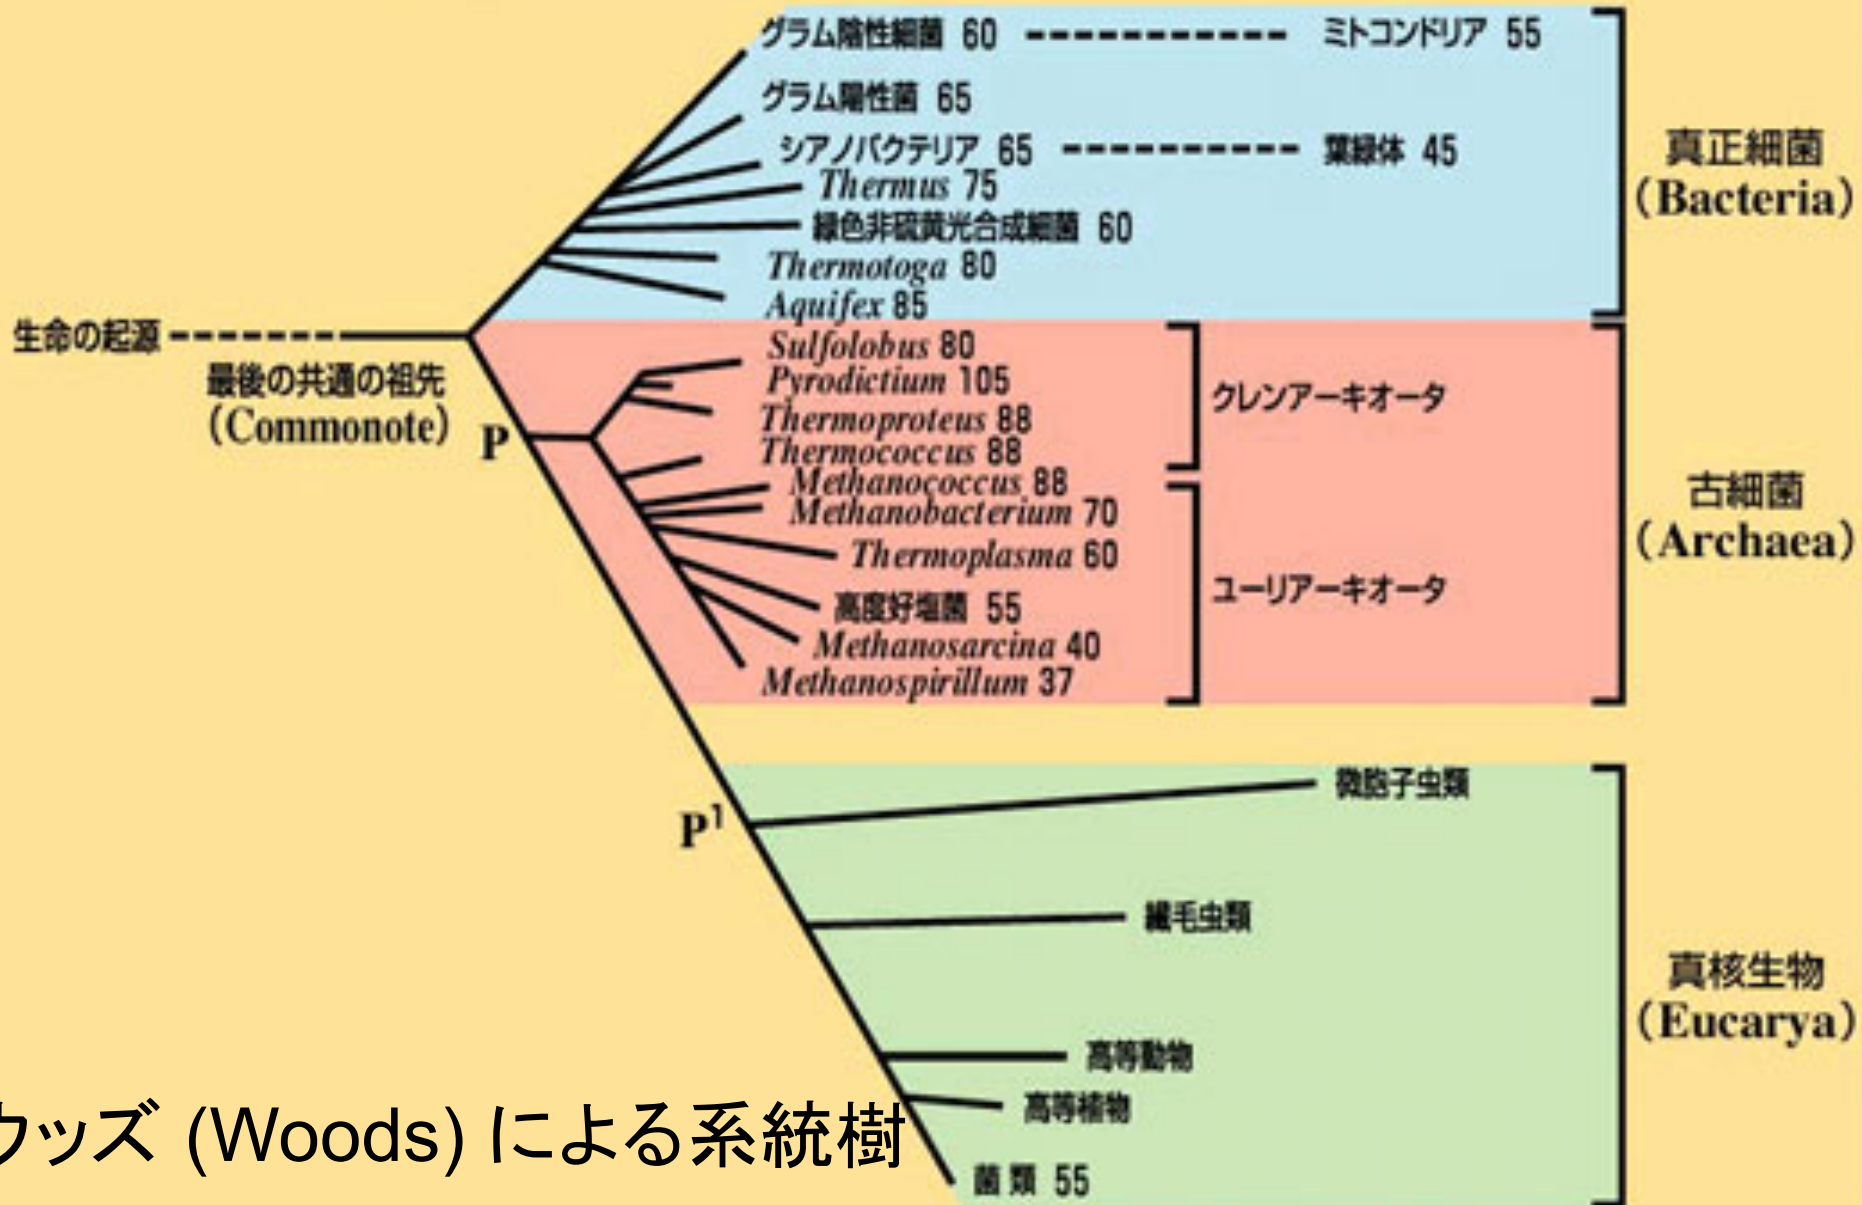 グラム陰性細菌 60 ミトコンドリア 55
グラム陽性菌 65
シアノバクテリア 65 葉緑体 45
Thermus 75
緑色非硫黄光合成細菌 60
Thermotoga 80
Aquifex 85
真正細菌
(Bacteria)
生命の起源
最後の共通の祖先
(Commonote)
P
Sulfolobus 80
Pyrodictium 105
Thermoproteus 88
クレンアーキオータ
Thermococcus 88
Methanococcus 88
Methanobacterium 70
Thermoplasma 60
高度好塩菌 55
Methanosarcina 40
Methanospirillum 37
ユーリアーキオータ
古細菌
(Archaea)
P1
微胞子虫類
繊毛虫類
高等動物
高等植物
菌類 55
真核生物
(Eucarya)
ウッズ (Woods) による系統樹